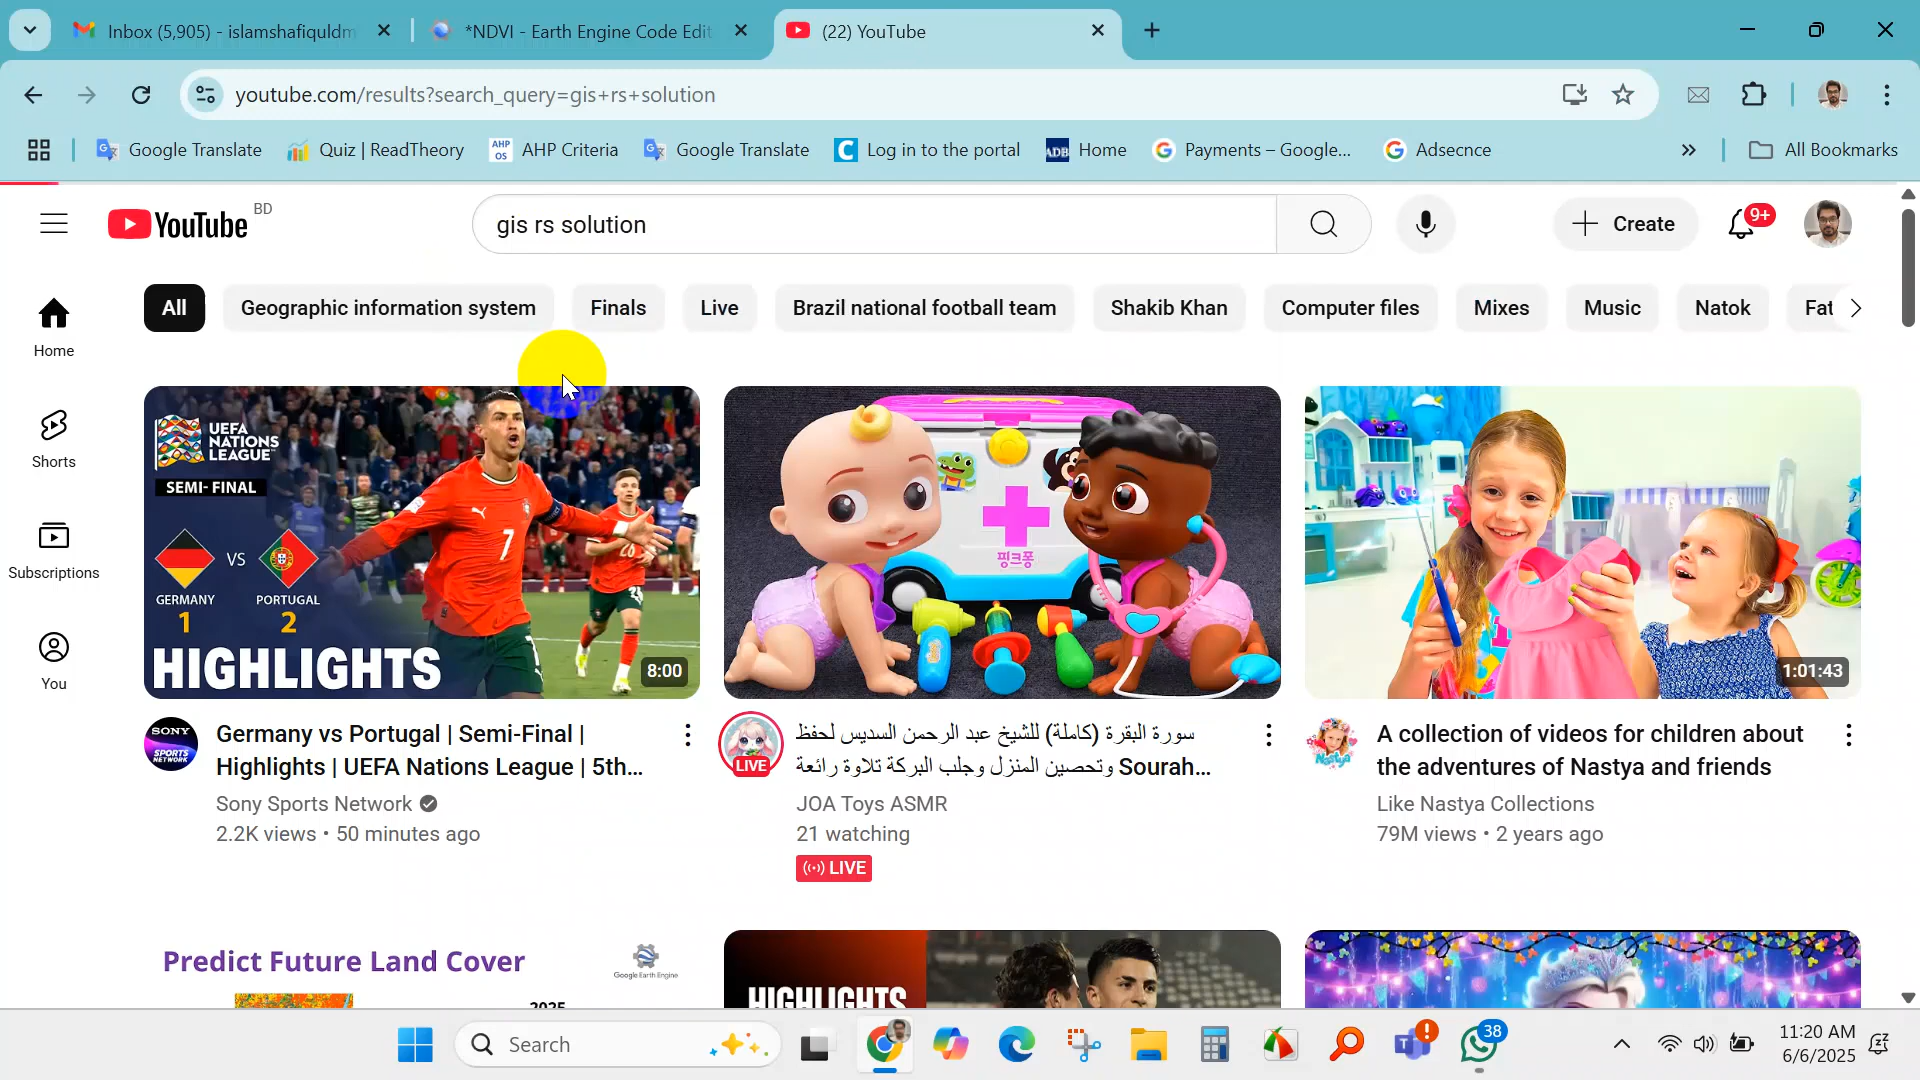 Inbox (5,905) - islamshafiquldm
*NDVI - Earth Engine Code Edit
(22) YouTube
youtube.com/results?search_query=gis+rs+solution
Google Translate
Quiz | ReadTheory
AHP OS
AHP Criteria
Google Translate
Log in to the portal
ADB
Home
Payments – Google...
Adsecnce
»
All Bookmarks
YouTube BD
gis rs solution
Create
9+
All
Geographic information system
Finals
Live
Brazil national football team
Shakib Khan
Computer files
Mixes
Music
Natok
Fat
Home
Shorts
Subscriptions
You
UEFA
NATIONS
LEAGUE
SEMI- FINAL
VS
GERMANY
PORTUGAL
1
2
HIGHLIGHTS
7
8:00
핑크퐁
1:01:43
SONY
SPORTS
NETWORK
Germany vs Portugal | Semi-Final |
Highlights | UEFA Nations League | 5th...
Sony Sports Network
2.2K views • 50 minutes ago
LIVE
سورة البقرة (كاملة) للشيخ عبد الرحمن السديس لحفظ
وتحصين المنزل وجلب البركة تلاوة رائعة Sourah...
JOA Toys ASMR
21 watching
LIVE
A collection of videos for children about
the adventures of Nastya and friends
Like Nastya Collections
79M views • 2 years ago
Predict Future Land Cover
Google Earth Engine
2025
HIGHLIGHTS
Search
38
11:20 AM
6/6/2025